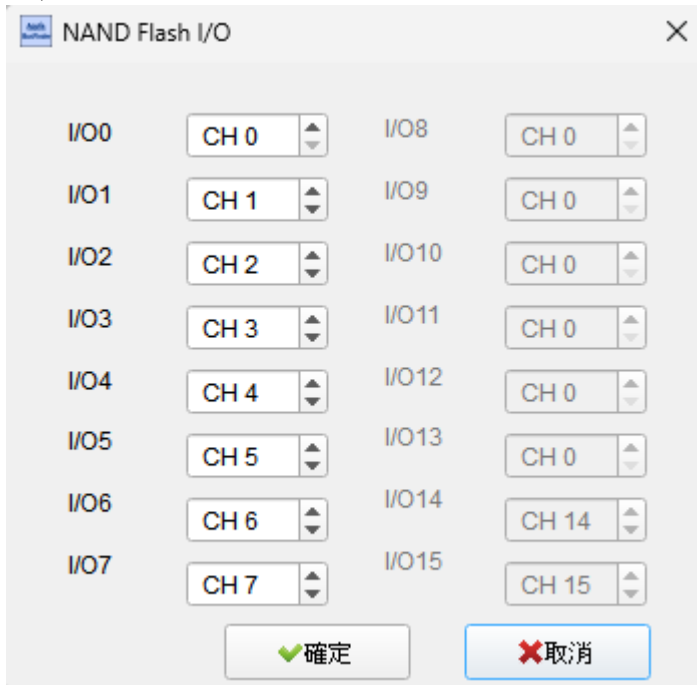 NAND Flash I/O
I/O0 CH 0 I/O8 CH 0
I/O1 CH 1 I/O9 CH 0
I/O2 CH 2 I/O10 CH 0
I/O3 CH 3 I/O11 CH 0
I/O4 CH 4 I/O12 CH 0
I/O5 CH 5 I/O13 CH 0
I/O6 CH 6 I/O14 CH 14
I/O7 CH 7 I/O15 CH 15
確定 取消